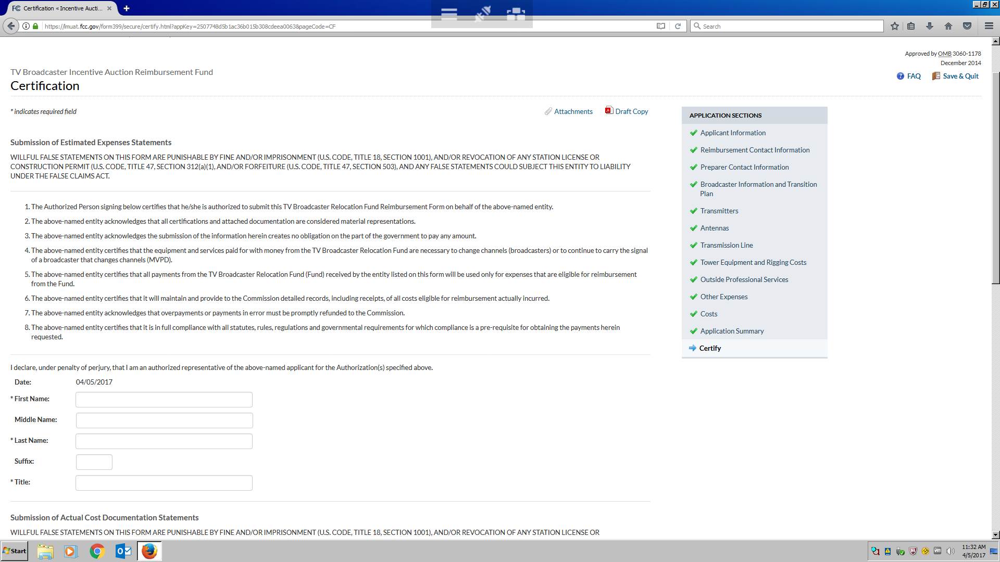 Certification « Incentive Aucti...
https://lmuat.fcc.gov/form399/secure/certify.html?appKey=2507748d5b1ac36b015b308cdeea0063&pageCode=CF
Search
Approved by OMB 3060-1178
December 2014
TV Broadcaster Incentive Auction Reimbursement Fund
Certification
FAQ
Save & Quit
* indicates required field
Attachments
Draft Copy
Submission of Estimated Expenses Statements
WILLFUL FALSE STATEMENTS ON THIS FORM ARE PUNISHABLE BY FINE AND/OR IMPRISONMENT (U.S. CODE, TITLE 18, SECTION 1001), AND/OR REVOCATION OF ANY STATION LICENSE OR
CONSTRUCTION PERMIT (U.S. CODE, TITLE 47, SECTION 312(a)(1), AND/OR FORFEITURE (U.S. CODE, TITLE 47, SECTION 503), AND ANY FALSE STATEMENTS COULD SUBJECT THIS ENTITY TO LIABILITY
UNDER THE FALSE CLAIMS ACT.
1. The Authorized Person signing below certifies that he/she is authorized to submit this TV Broadcaster Relocation Fund Reimbursement Form on behalf of the above-named entity.
2. The above-named entity acknowledges that all certifications and attached documentation are considered material representations.
3. The above-named entity acknowledges the submission of the information herein creates no obligation on the part of the government to pay any amount.
4. The above-named entity certifies that the equipment and services paid for with money from the TV Broadcaster Relocation Fund are necessary to change channels (broadcasters) or to continue to carry the signal
of a broadcaster that changes channels (MVPD).
5. The above-named entity certifies that all payments from the TV Broadcaster Relocation Fund (Fund) received by the entity listed on this form will be used only for expenses that are eligible for reimbursement
from the Fund.
6. The above-named entity certifies that it will maintain and provide to the Commission detailed records, including receipts, of all costs eligible for reimbursement actually incurred.
7. The above-named entity acknowledges that overpayments or payments in error must be promptly refunded to the Commission.
8. The above-named entity certifies that it is in full compliance with all statutes, rules, regulations and governmental requirements for which compliance is a pre-requisite for obtaining the payments herein
requested.
I declare, under penalty of perjury, that I am an authorized representative of the above-named applicant for the Authorization(s) specified above.
Date: 04/05/2017
* First Name:
Middle Name:
* Last Name:
Suffix:
* Title:
Submission of Actual Cost Documentation Statements
WILLFUL FALSE STATEMENTS ON THIS FORM ARE PUNISHABLE BY FINE AND/OR IMPRISONMENT (U.S. CODE, TITLE 18, SECTION 1001), AND/OR REVOCATION OF ANY STATION LICENSE OR
APPLICATION SECTIONS
Applicant Information
Reimbursement Contact Information
Preparer Contact Information
Broadcaster Information and Transition
Plan
Transmitters
Antennas
Transmission Line
Tower Equipment and Rigging Costs
Outside Professional Services
Other Expenses
Costs
Application Summary
Certify
Start
11:32 AM
4/5/2017